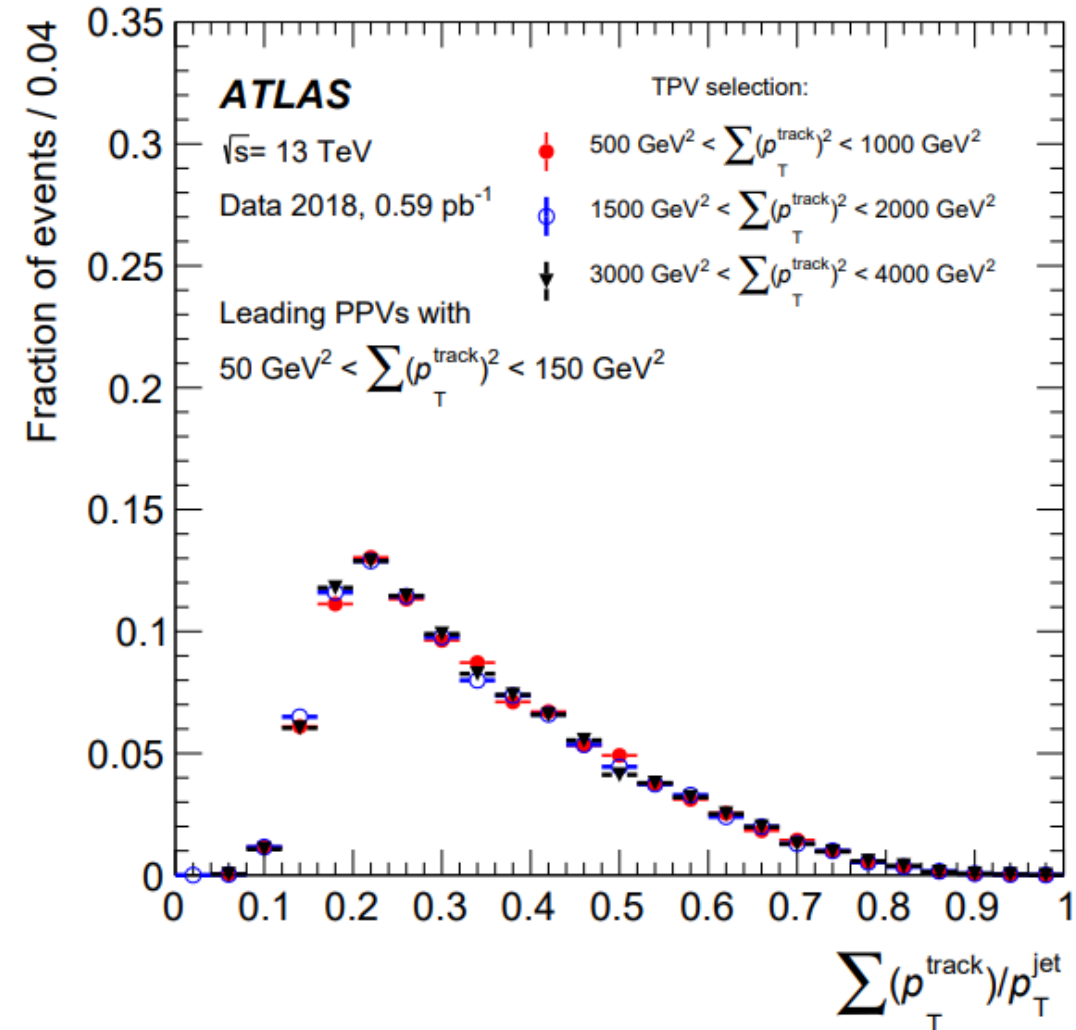 ATLAS
√s= 13 TeV
Data 2018, 0.59 pb⁻¹
Leading PPVs with
50 GeV² < ∑(p_T^track)² < 150 GeV²
TPV selection:
500 GeV² < ∑(p_T^track)² < 1000 GeV²
1500 GeV² < ∑(p_T^track)² < 2000 GeV²
3000 GeV² < ∑(p_T^track)² < 4000 GeV²
Fraction of events / 0.04
0.35
0.3
0.25
0.2
0.15
0.1
0.05
0
0 0.1 0.2 0.3 0.4 0.5 0.6 0.7 0.8 0.9 1
∑(p_T^track)/p_T^jet